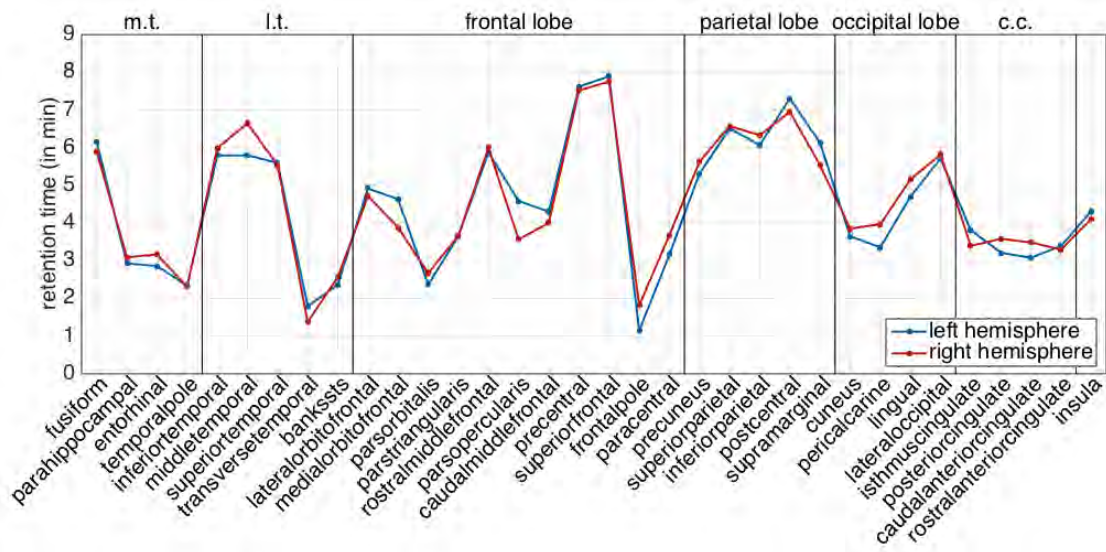 m.t. l.t. frontal lobe parietal lobe occipital lobe c.c.
9
8
7
6
5
4
3
2
1
0
retention time (in min)
left hemisphere
right hemisphere
fusiform
parahippocampal
entorhinal
temporalpole
inferiortemporal
middletemporal
superiortemporal
transversetemporal
bankssts
lateralorbitofrontal
medialorbitofrontal
parsorbitalis
parstriangularis
rostralmiddlefrontal
parsopercularis
caudalmiddlefrontal
precentral
superiorfrontal
frontalpole
paracentral
precuneus
superiorparietal
inferiorparietal
postcentral
supramarginal
cuneus
pericalcarine
lingual
lateraloccipital
isthmuscingulate
posteriorcingulate
caudalanteriorcingulate
rostralanteriorcingulate
insula